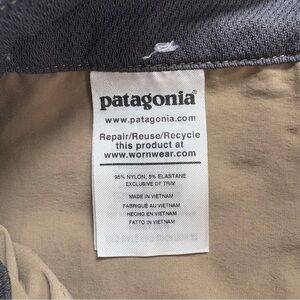 patagonia®
www.patagonia.com
Repair/Reuse/Recycle
this product at
www.wornwear.com
95% NYLON, 5% ELASTANE
EXCLUSIVE OF TRIM
MADE IN VIETNAM
FABRIQUÉ AU VIETNAM
HECHO EN VIETNAM
FATTO IN VIETNAM